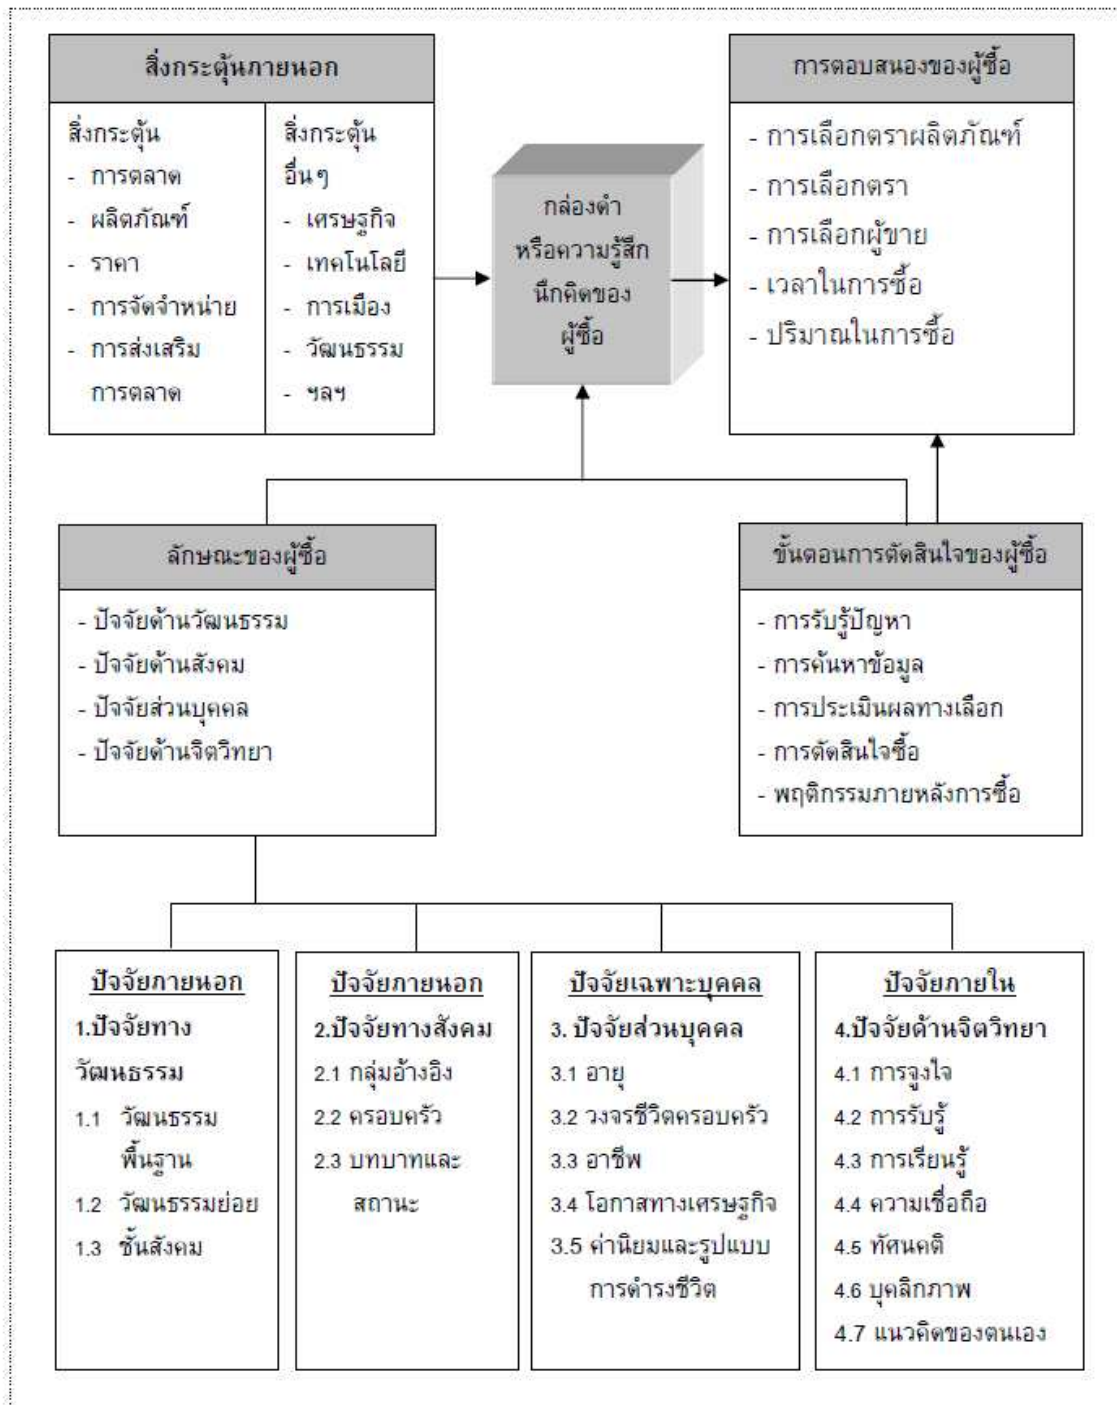 สิ่งกระตุ้นภายนอก
สิ่งกระตุ้น
- การตลาด
- ผลิตภัณฑ์
- ราคา
- การจัดจำหน่าย
- การส่งเสริม
การตลาด
สิ่งกระตุ้น
อื่นๆ
- เศรษฐกิจ
- เทคโนโลยี
- การเมือง
- วัฒนธรรม
- ฯลฯ
กล่องดำ
หรือความรู้สึก
นึกคิดของ
ผู้ซื้อ
การตอบสนองของผู้ซื้อ
- การเลือกตราผลิตภัณฑ์
- การเลือกตรา
- การเลือกผู้ขาย
- เวลาในการซื้อ
- ปริมาณในการซื้อ
ลักษณะของผู้ซื้อ
- ปัจจัยด้านวัฒนธรรม
- ปัจจัยด้านสังคม
- ปัจจัยส่วนบุคคล
- ปัจจัยด้านจิตวิทยา
ขั้นตอนการตัดสินใจของผู้ซื้อ
- การรับรู้ปัญหา
- การค้นหาข้อมูล
- การประเมินผลทางเลือก
- การตัดสินใจซื้อ
- พฤติกรรมภายหลังการซื้อ
ปัจจัยภายนอก
1.ปัจจัยทาง
วัฒนธรรม
1.1 วัฒนธรรม
พื้นฐาน
1.2 วัฒนธรรมย่อย
1.3 ชั้นสังคม
ปัจจัยภายนอก
2.ปัจจัยทางสังคม
2.1 กลุ่มอ้างอิง
2.2 ครอบครัว
2.3 บทบาทและ
สถานะ
ปัจจัยเฉพาะบุคคล
3. ปัจจัยส่วนบุคคล
3.1 อายุ
3.2 วงจรชีวิตครอบครัว
3.3 อาชีพ
3.4 โอกาสทางเศรษฐกิจ
3.5 ค่านิยมและรูปแบบ
การดำรงชีวิต
ปัจจัยภายใน
4.ปัจจัยด้านจิตวิทยา
4.1 การจูงใจ
4.2 การรับรู้
4.3 การเรียนรู้
4.4 ความเชื่อถือ
4.5 ทัศนคติ
4.6 บุคลิกภาพ
4.7 แนวคิดของตนเอง